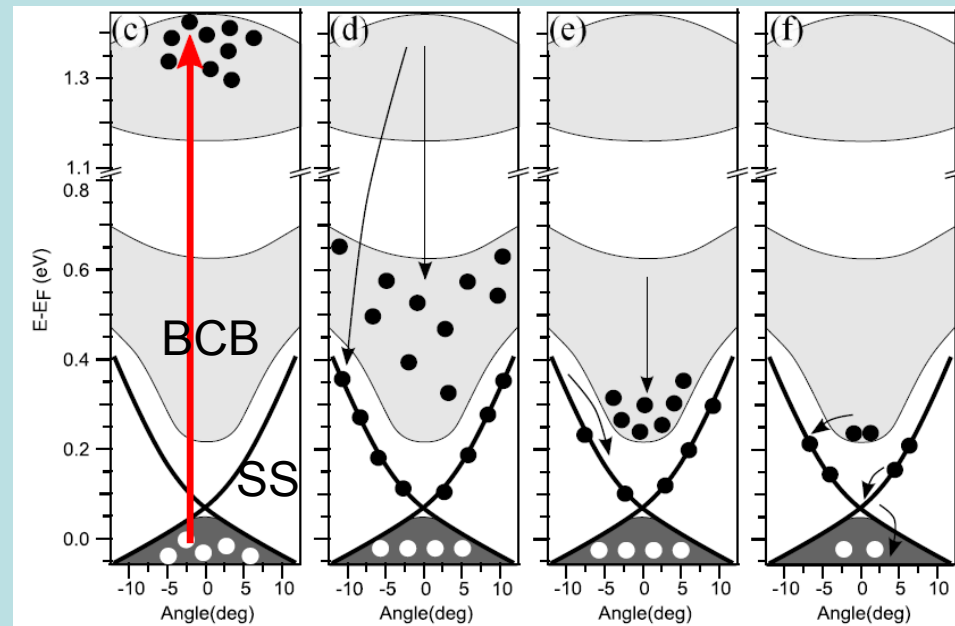 (c) (d) (e) (f)
1.3
1.1
0.8
0.6
0.4
0.2
0.0
E-E_F (eV)
BCB
SS
-10 -5 0 5 10 -10 -5 0 5 10 -10 -5 0 5 10 -10 -5 0 5 10
Angle(deg) Angle(deg) Angle(deg) Angle(deg)